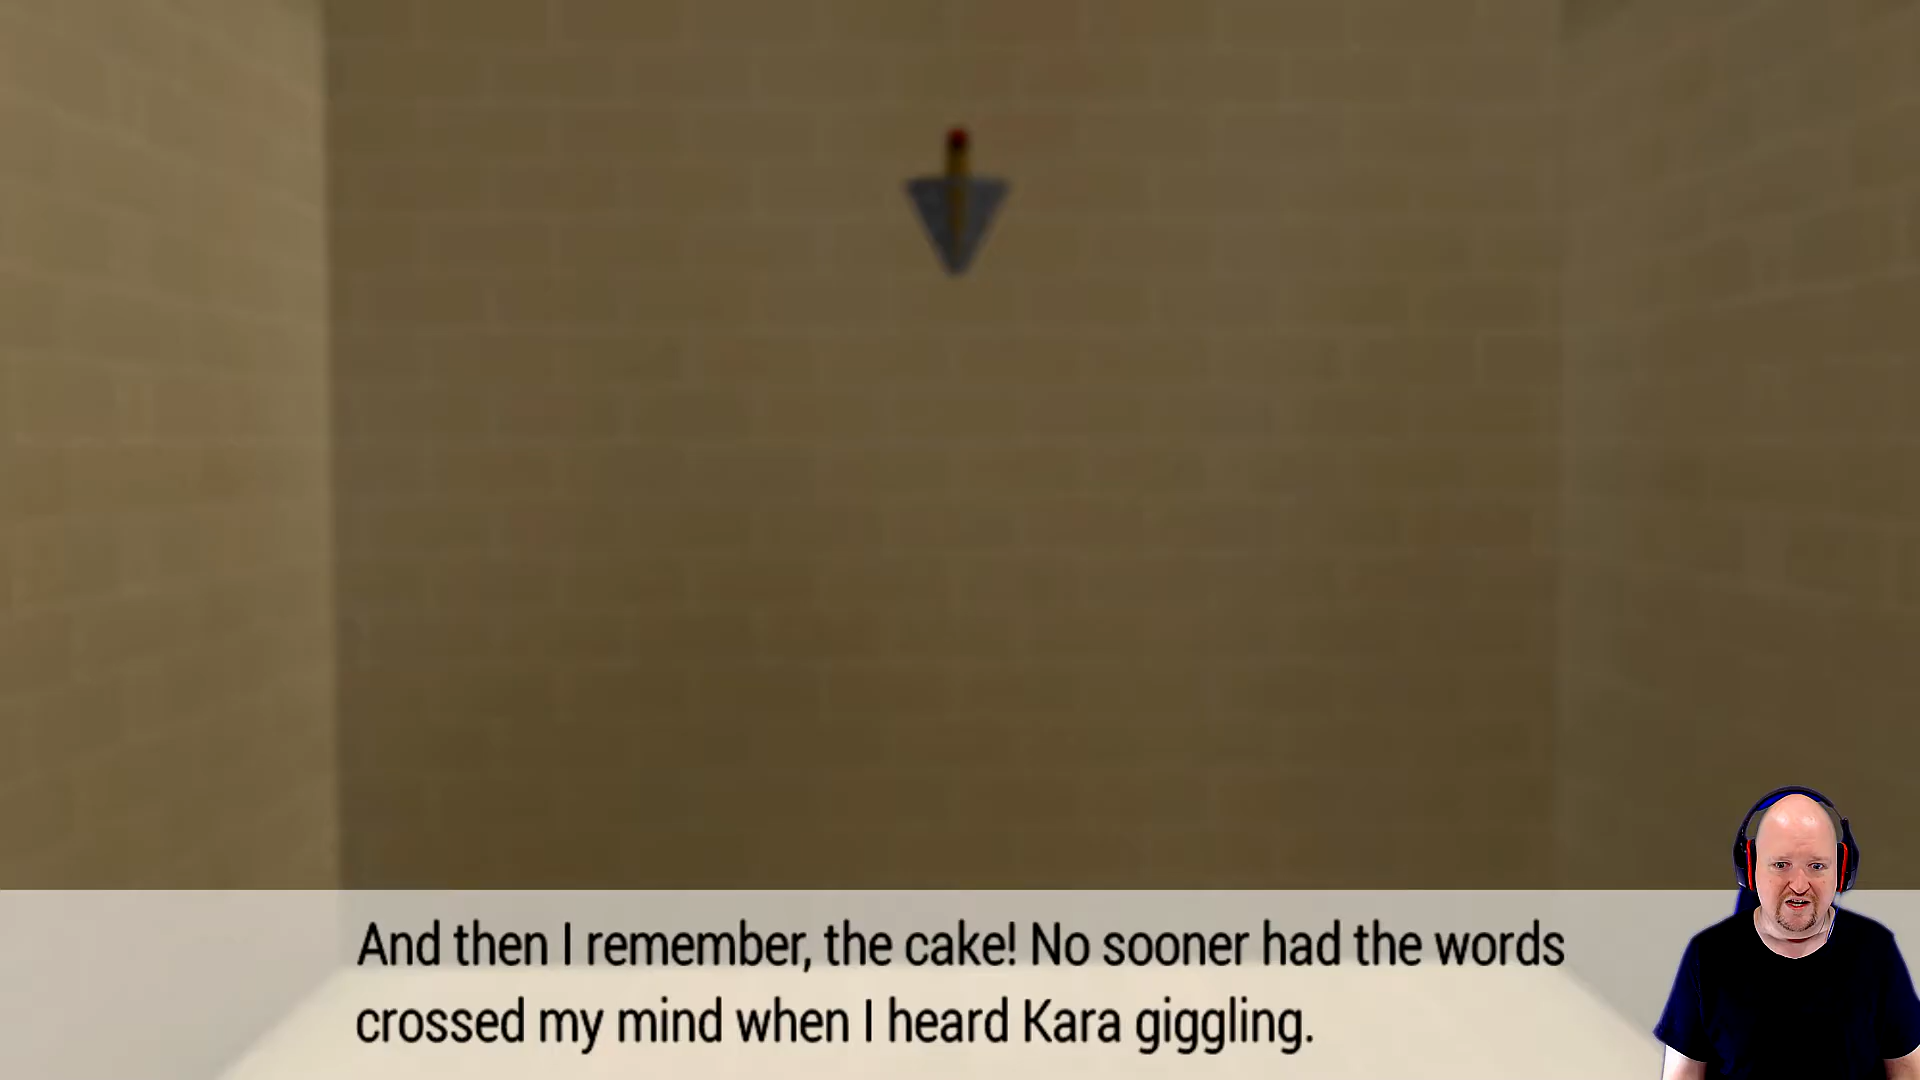 And then I remember, the cake! No sooner had the words
crossed my mind when I heard Kara giggling.